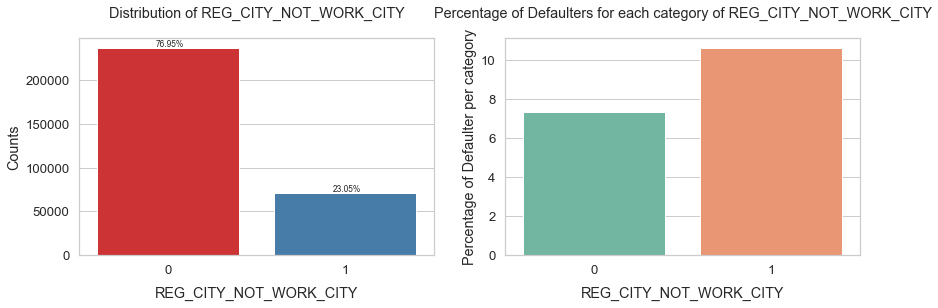 Distribution of REG_CITY_NOT_WORK_CITY
Counts
200000
150000
100000
50000
0
76.95%
23.05%
0 1
REG_CITY_NOT_WORK_CITY
Percentage of Defaulters for each category of REG_CITY_NOT_WORK_CITY
Percentage of Defaulter per category
10
8
6
4
2
0
0 1
REG_CITY_NOT_WORK_CITY